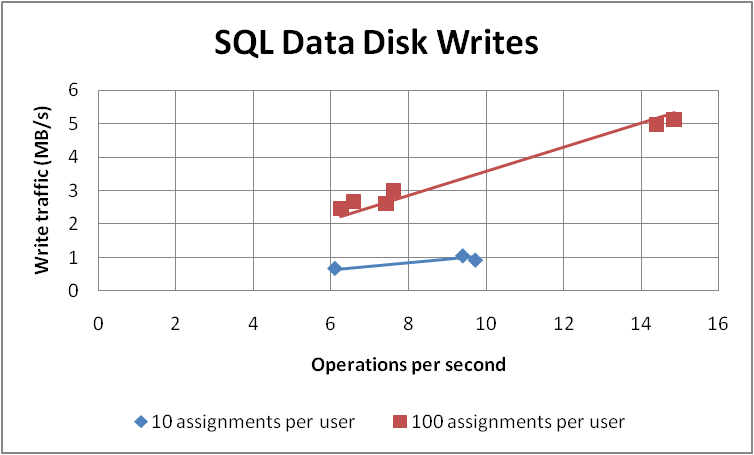 SQL Data Disk Writes
Write traffic (MB/s)
6
5
4
3
2
1
0
0 2 4 6 8 10 12 14 16
Operations per second
10 assignments per user 100 assignments per user